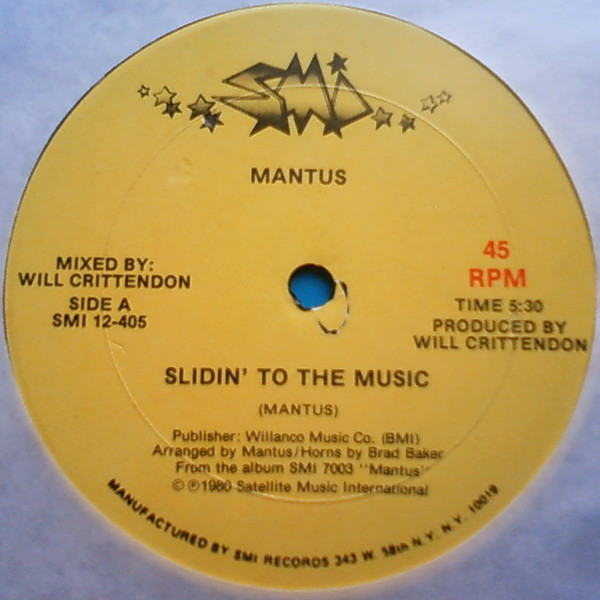 SMI
MANTUS
MIXED BY:
WILL CRITTENDON
SIDE A
SMI 12-405
45
RPM
TIME 5:30
PRODUCED BY
WILL CRITTENDON
SLIDIN' TO THE MUSIC
(MANTUS)
Publisher: Willanco Music Co. (BMI)
Arranged by Mantus/Horns by Brad Baker
From the album SMI 7003 "Mantus"
© ℗ 1980 Satellite Music International
MANUFACTURED BY SMI RECORDS 343 W. 58th N.Y. N.Y. 10019